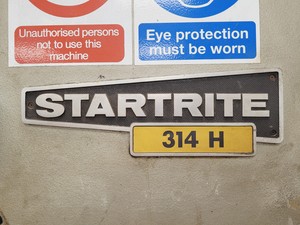 Unauthorised persons
not to use this
machine
Eye protection
must be worn
STARTRITE
314 H